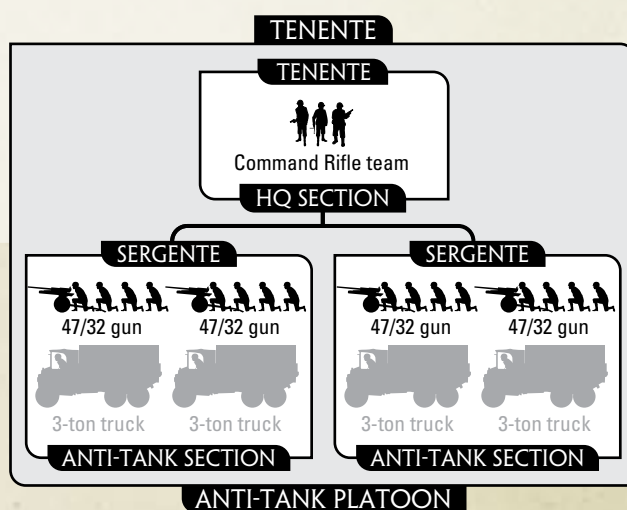 TENENTE
TENENTE
Command Rifle team
HQ SECTION
SERGENTE
47/32 gun 47/32 gun
3-ton truck 3-ton truck
ANTI-TANK SECTION
SERGENTE
47/32 gun 47/32 gun
3-ton truck 3-ton truck
ANTI-TANK SECTION
ANTI-TANK PLATOON